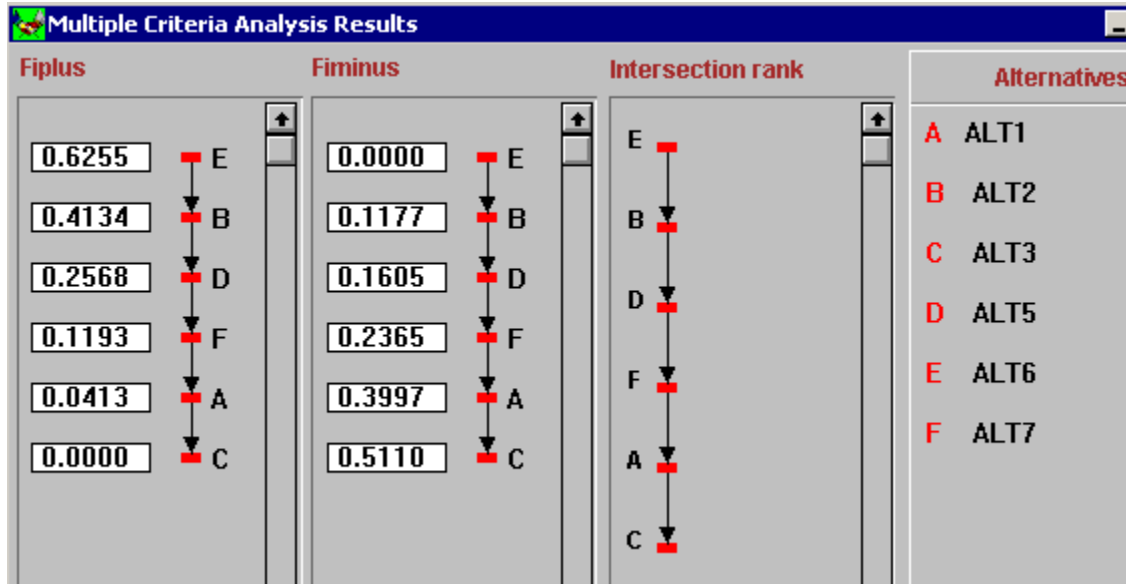 Multiple Criteria Analysis Results
Fiplus
0.6255 E
0.4134 B
0.2568 D
0.1193 F
0.0413 A
0.0000 C
Fiminus
0.0000 E
0.1177 B
0.1605 D
0.2365 F
0.3997 A
0.5110 C
Intersection rank
E
B
D
F
A
C
Alternatives
A ALT1
B ALT2
C ALT3
D ALT5
E ALT6
F ALT7